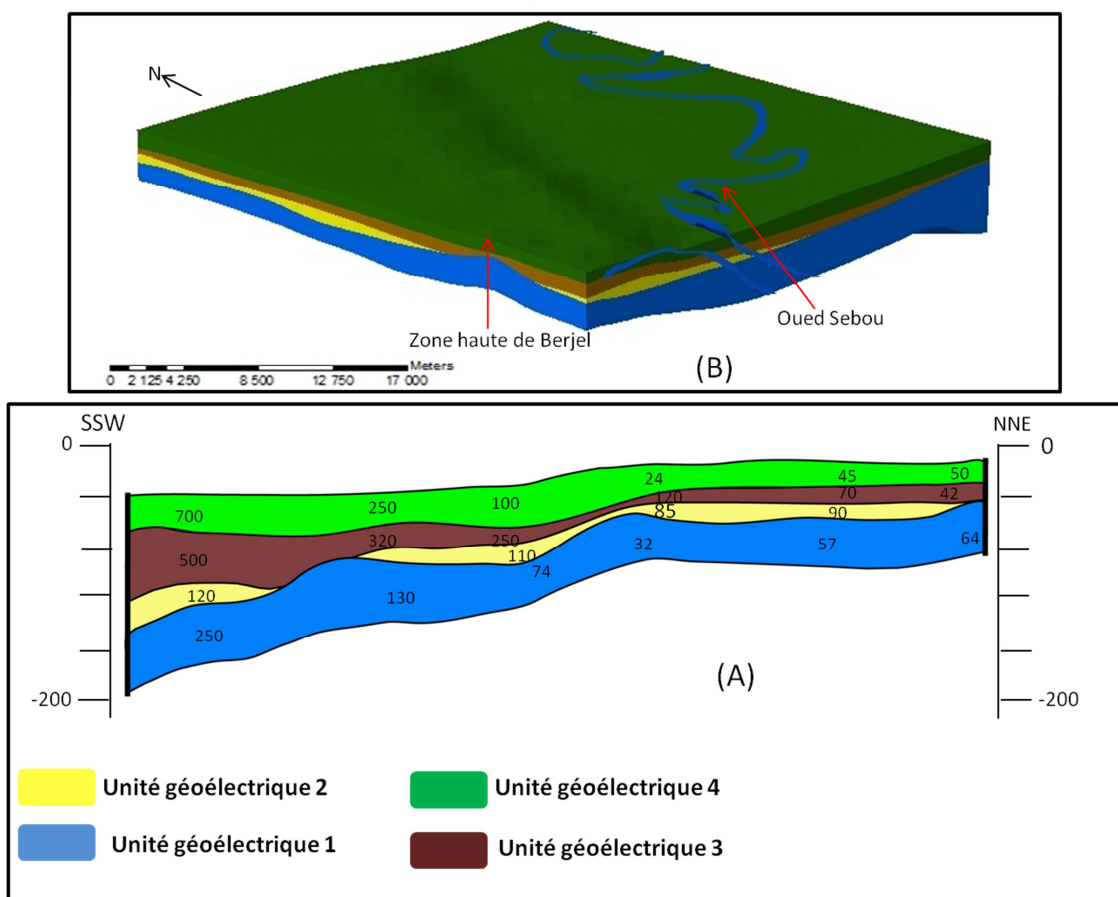 N
Zone haute de Berjel
Oued Sebou
(B)
Meters
0 2 125 4 250 8 500 12 750 17 000
SSW NNE
0 0
24 45 50
700 250 100 120 70 42
500 320 250 85 90
120 110 32 57 64
250 130 74
-200 (A) -200
Unité géoélectrique 2 Unité géoélectrique 4
Unité géoélectrique 1 Unité géoélectrique 3